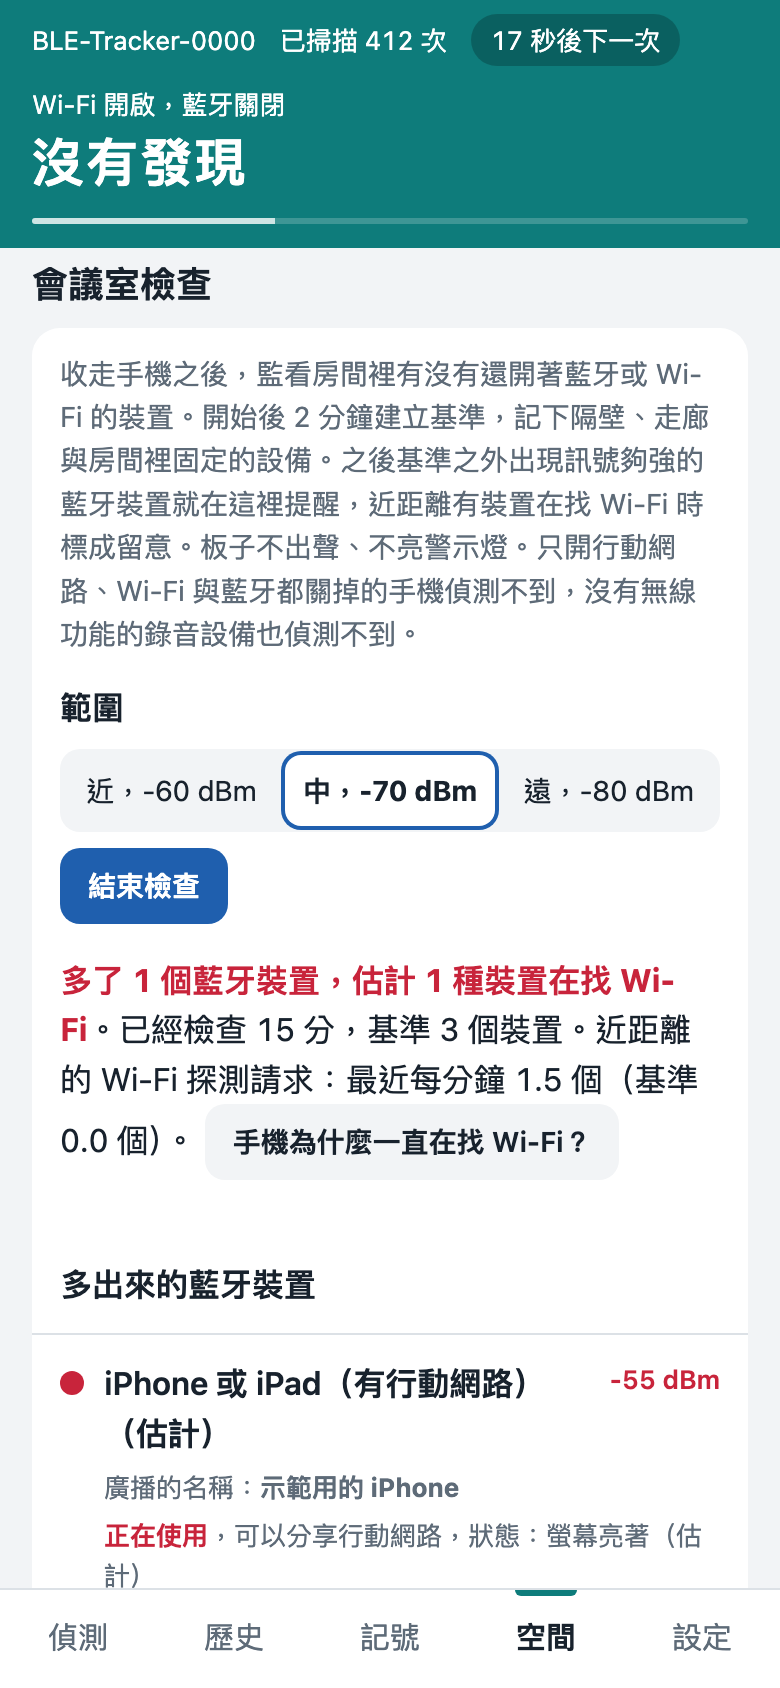 BLE-Tracker-0000 已掃描 412 次 17 秒後下一次
Wi-Fi 開啟，藍牙關閉
沒有發現
會議室檢查
收走手機之後，監看房間裡有沒有還開著藍牙或 Wi-
Fi 的裝置。開始後 2 分鐘建立基準，記下隔壁、走廊
與房間裡固定的設備。之後基準之外出現訊號夠強的
藍牙裝置就在這裡提醒，近距離有裝置在找 Wi-Fi 時
標成留意。板子不出聲、不亮警示燈。只開行動網
路、Wi-Fi 與藍牙都關掉的手機偵測不到，沒有無線
功能的錄音設備也偵測不到。
範圍
近，-60 dBm 中，-70 dBm 遠，-80 dBm
結束檢查
多了 1 個藍牙裝置，估計 1 種裝置在找 Wi-
Fi。已經檢查 15 分，基準 3 個裝置。近距離
的 Wi-Fi 探測請求：最近每分鐘 1.5 個（基準
0.0 個）。 手機為什麼一直在找 Wi-Fi？
多出來的藍牙裝置
iPhone 或 iPad（有行動網路） -55 dBm
（估計）
廣播的名稱：示範用的 iPhone
正在使用，可以分享行動網路，狀態：螢幕亮著（估
計）
偵測 歷史 記號 空間 設定